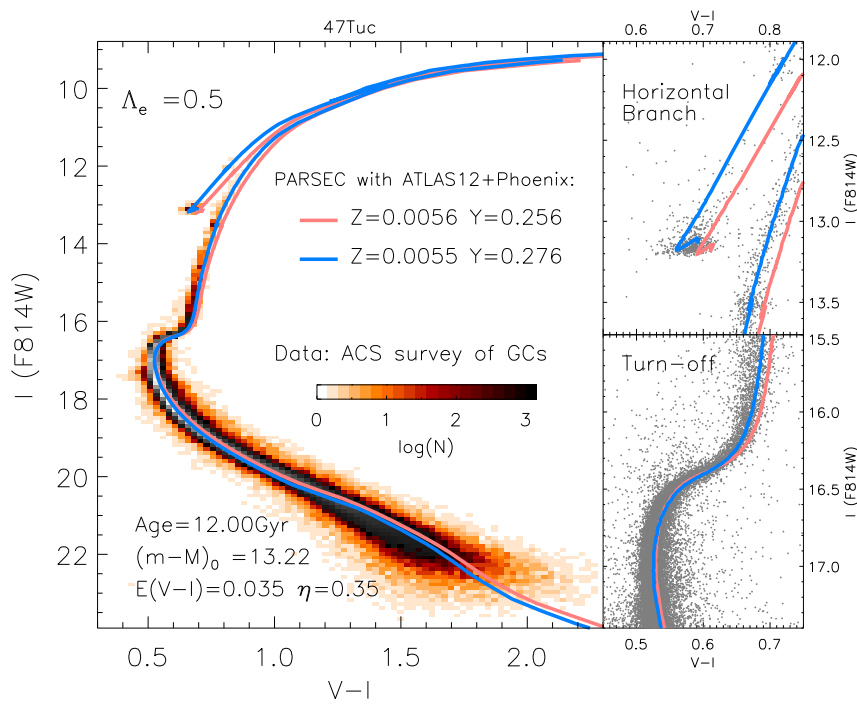 47Tuc
Λe =0.5
PARSEC with ATLAS12+Phoenix:
Z=0.0056 Y=0.256
Z=0.0055 Y=0.276
Data: ACS survey of GCs
0 1 2 3
log(N)
Age=12.00Gyr
(m−M)0 =13.22
E(V−I)=0.035 η=0.35
10
12
14
16
18
20
22
I (F814W)
0.5 1.0 1.5 2.0
V−I
V−I
0.6 0.7 0.8
Horizontal
Branch
12.0
12.5
13.0
13.5
I (F814W)
Turn−off
15.5
16.0
16.5
17.0
I (F814W)
0.5 0.6 0.7
V−I